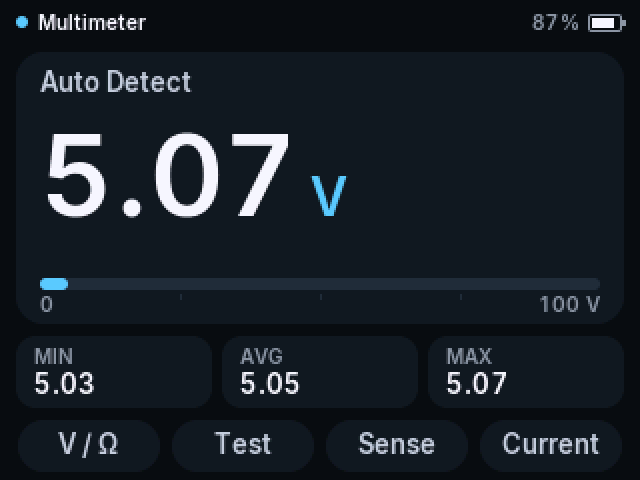 Multimeter 87%
Auto Detect
5.07 V
0 100 V
MIN AVG MAX
5.03 5.05 5.07
V / Ω Test Sense Current